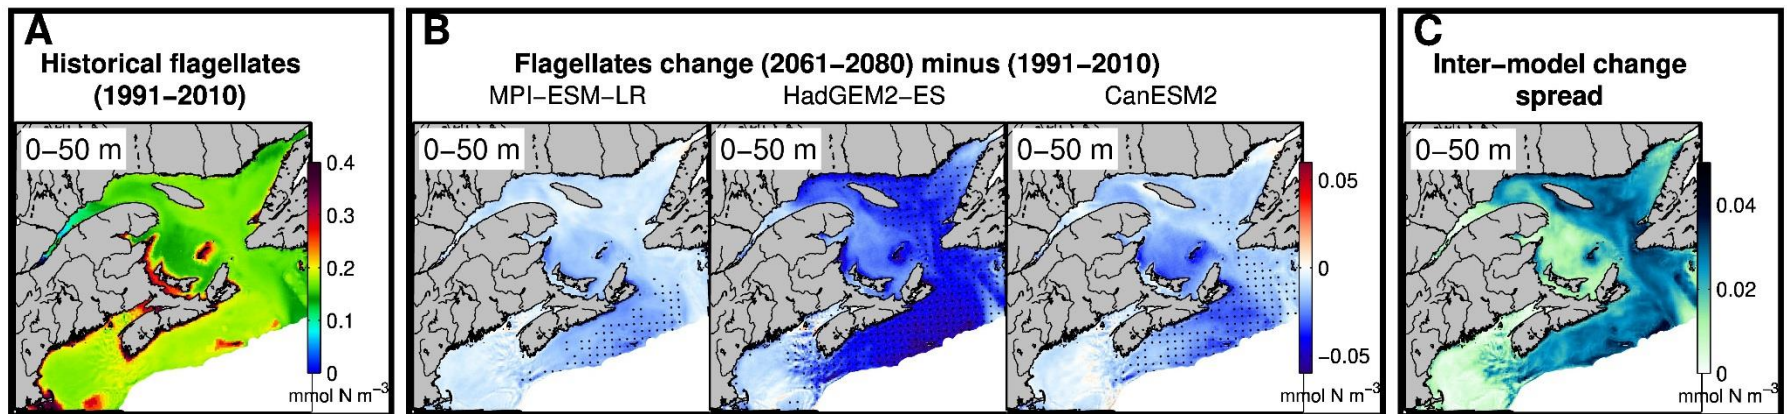 A
Historical flagellates
(1991−2010)
0−50 m
0.4
0.3
0.2
0.1
0
mmol N m⁻³
B
Flagellates change (2061−2080) minus (1991−2010)
MPI−ESM−LR
HadGEM2−ES
CanESM2
0−50 m
0−50 m
0−50 m
0.05
0
−0.05
mmol N m⁻³
C
Inter−model change
spread
0−50 m
0.04
0.02
0
mmol N m⁻³